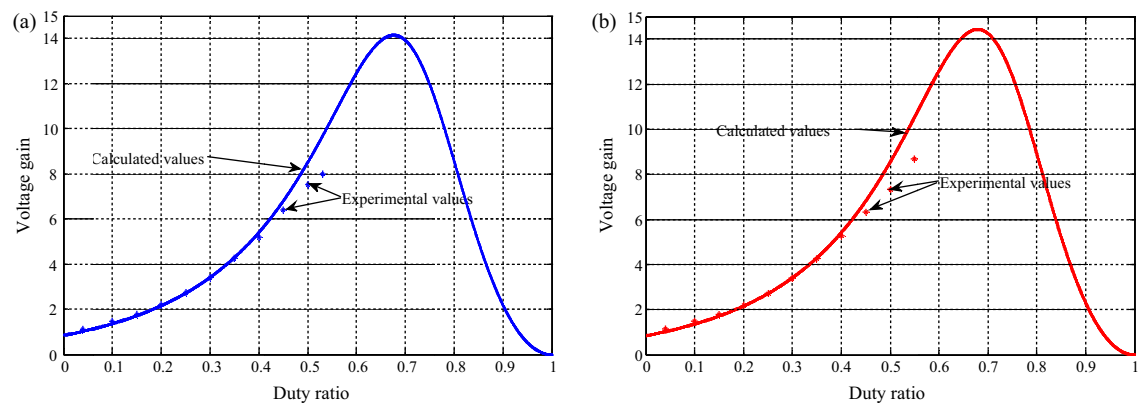 (a)
15
14
12
10
8
6
4
2
0
Voltage gain
Calculated values
Experimental values
0 0.1 0.2 0.3 0.4 0.5 0.6 0.7 0.8 0.9 1
Duty ratio
(b)
15
14
12
10
8
6
4
2
0
Voltage gain
Calculated values
Experimental values
0 0.1 0.2 0.3 0.4 0.5 0.6 0.7 0.8 0.9 1
Duty ratio